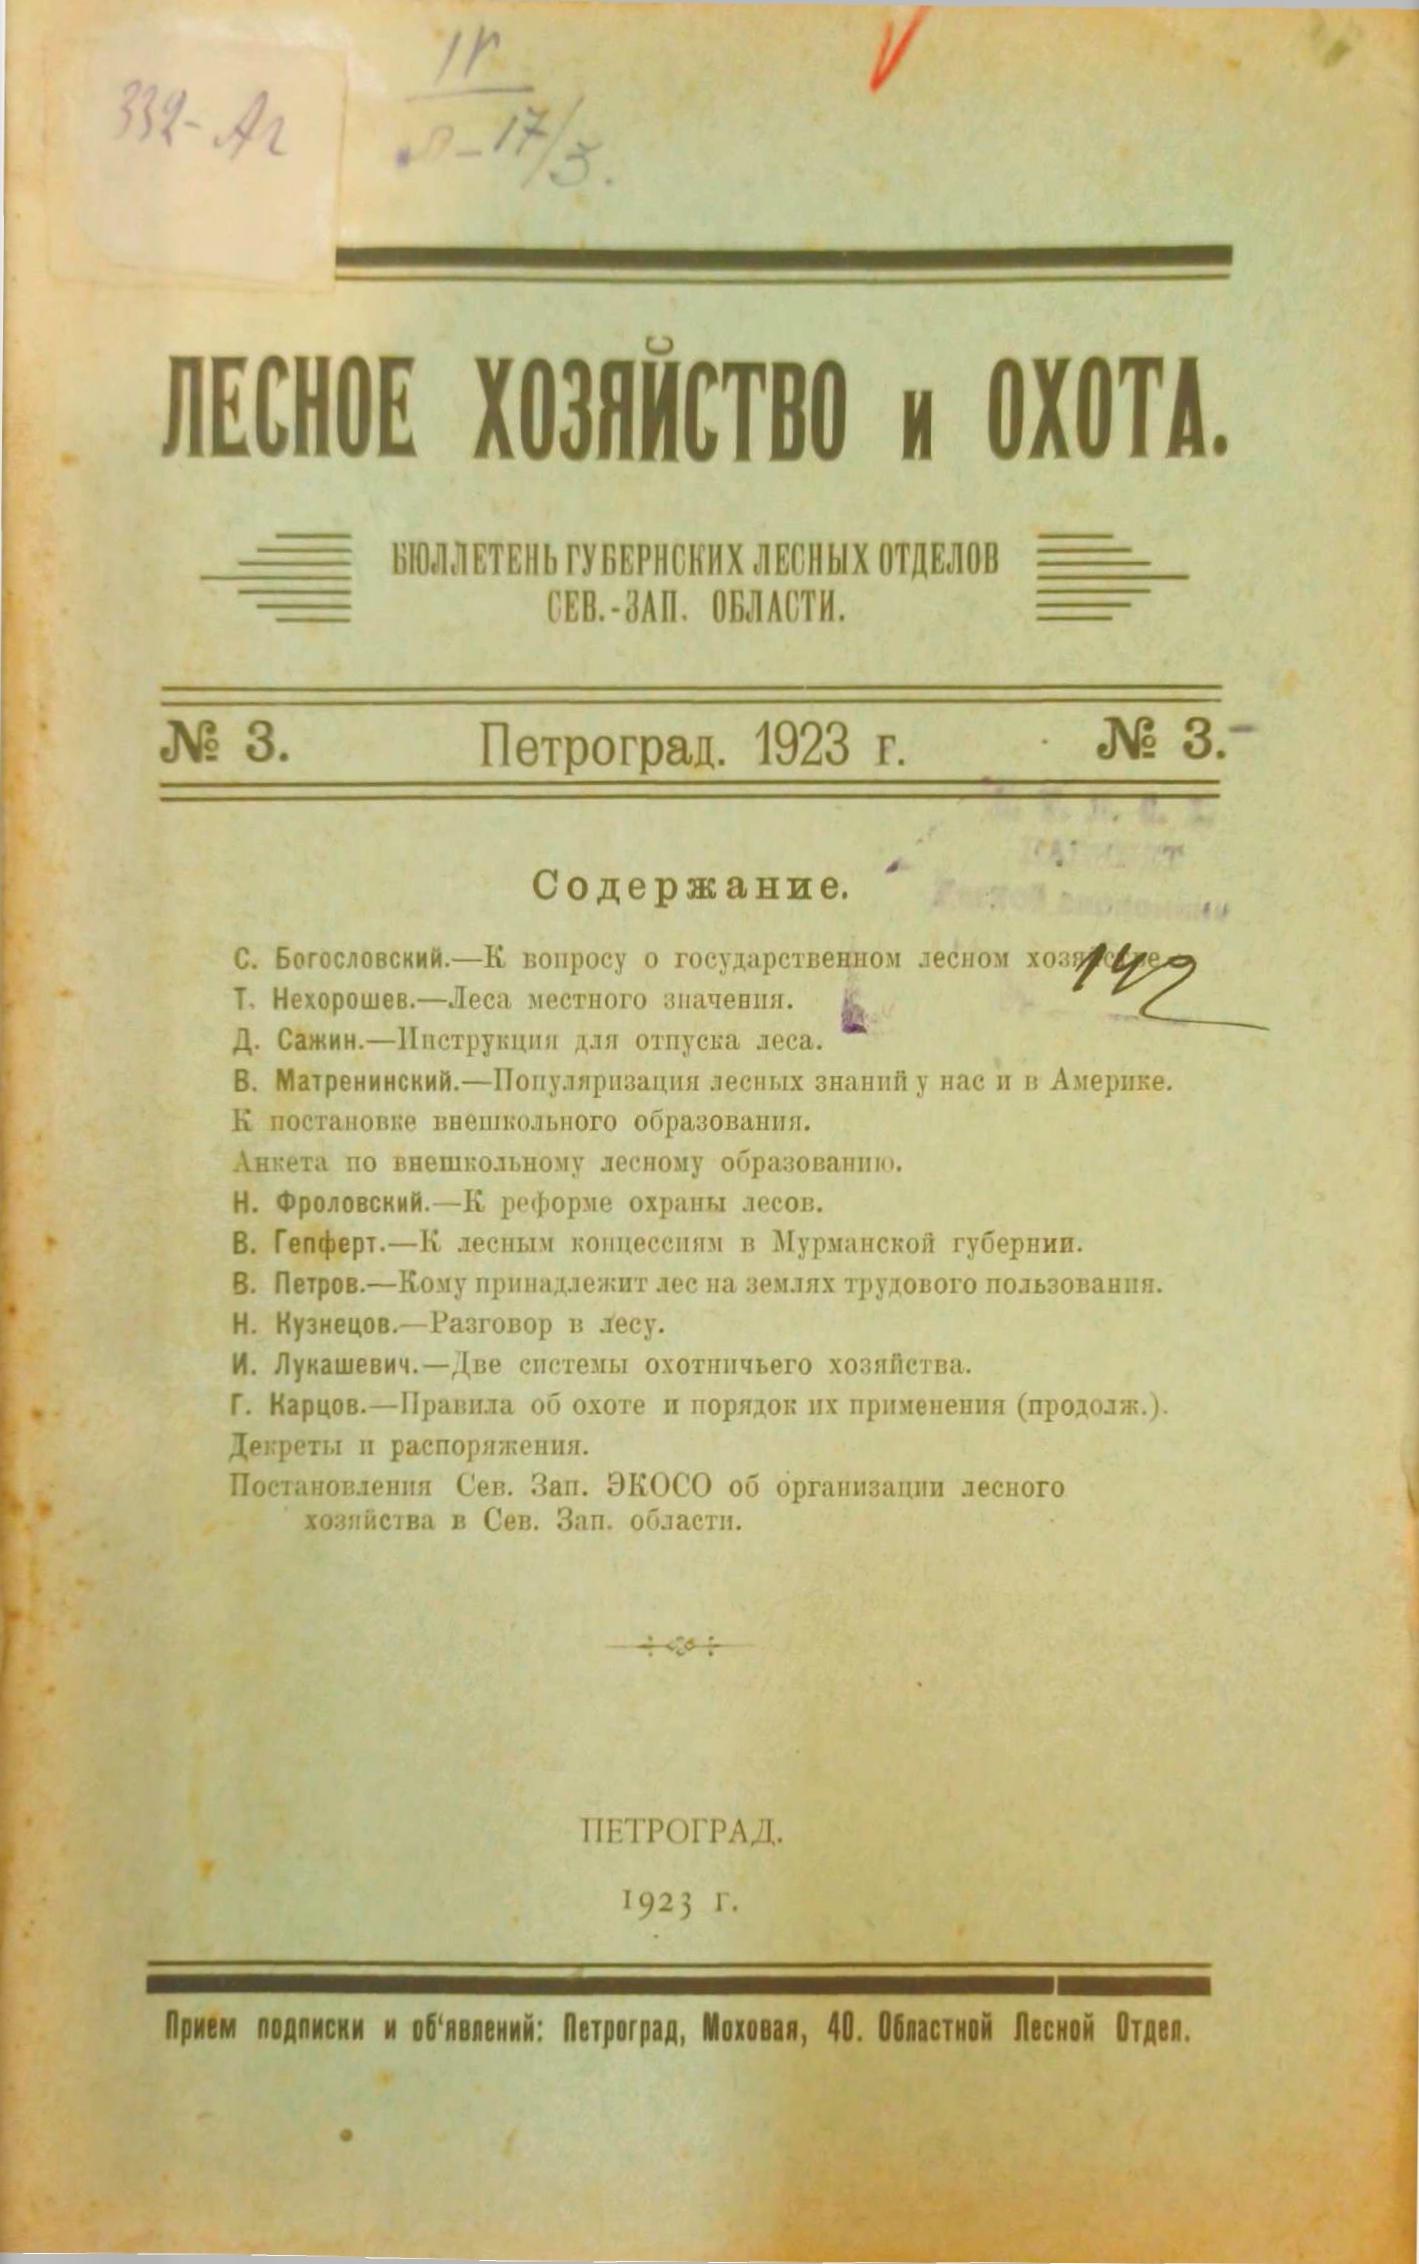 332-Аг
17/3.
ЛЕСНОЕ ХОЗЯЙСТВО и ОХОТА.
БЮЛЛЕТЕНЬ ГУБЕРНСКИХ ЛЕСНЫХ ОТДЕЛОВ
СЕВ.-ЗАП. ОБЛАСТИ.
№ 3. Петроград. 1923 г. № 3.
Содержание.
С. Богословский.—К вопросу о государственном лесном
142
Т. Нехорошев.—Леса местного значения.
Д. Сажин.—Инструкция для отпуска леса.
В. Матренинский.—Популяризация лесных знаний у нас и в Америке.
К постановке внешкольного образования.
Анкета по внешкольному лесному образованию.
Н. Фроловский.—К реформе охраны лесов.
В. Гепферт.—К лесным концессиям в Мурманской губернии.
В. Петров.—Кому принадлежит лес на землях трудового пользования.
Н. Кузнецов.—Разговор в лесу.
И. Лукашевич.—Две системы охотничьего хозяйства.
Г. Карцов.—Правила об охоте и порядок их применения (продолж.).
Декреты и распоряжения.
Постановления Сев. Зап. ЭКОСО об организации лесного
хозяйства в Сев. Зап. области.
ПЕТРОГРАД.
1923 г.
Прием подписки и об'явлений: Петроград, Моховая, 40. Областной Лесной Отдел.